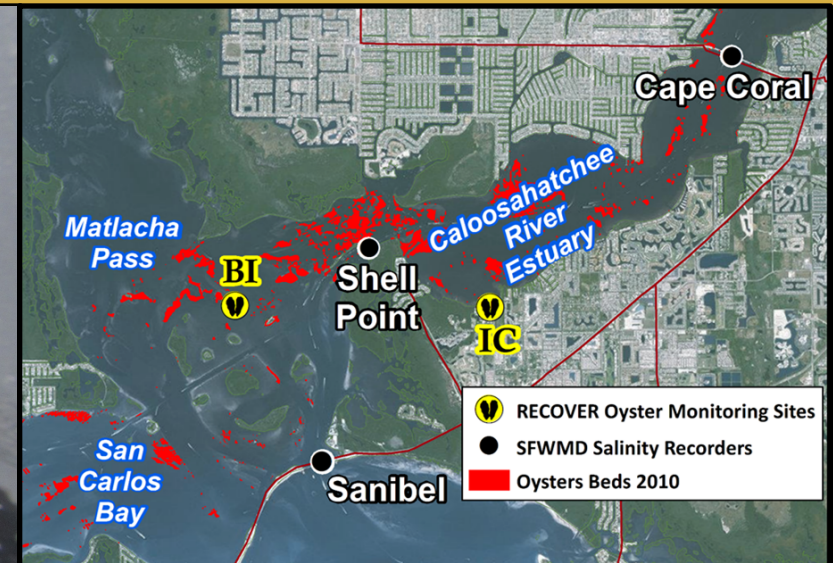 Cape Coral
Caloosahatchee
River
Estuary
Matlacha
Pass
BI
Shell
Point
IC
RECOVER Oyster Monitoring Sites
SFWMD Salinity Recorders
Oysters Beds 2010
San
Carlos
Bay
Sanibel